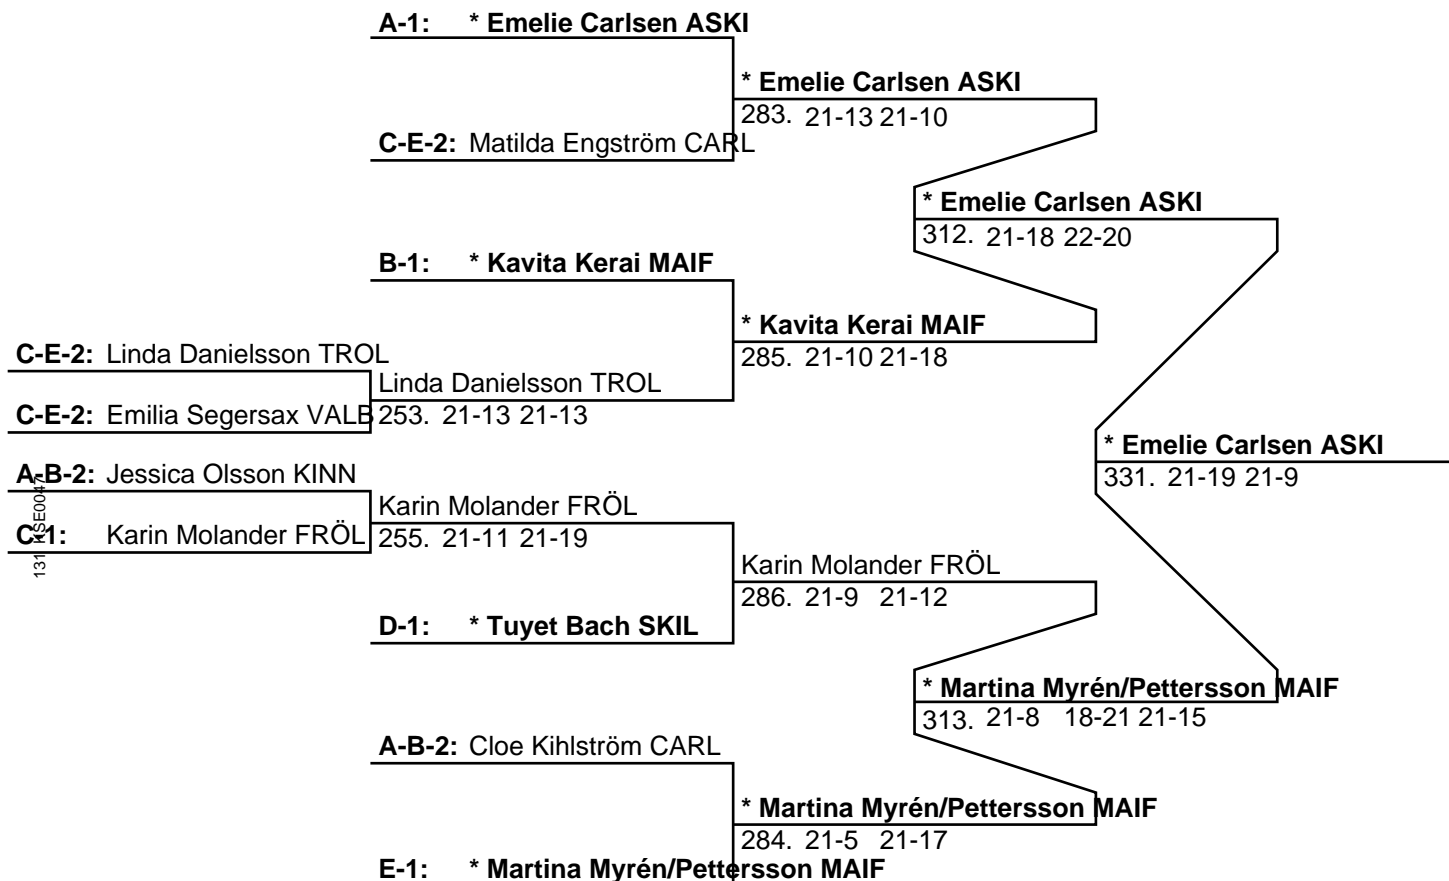 A-1: * Emelie Carlsen ASKI
* Emelie Carlsen ASKI
283. 21-13 21-10
C-E-2: Matilda Engström CARL
* Emelie Carlsen ASKI
312. 21-18 22-20
B-1: * Kavita Kerai MAIF
* Kavita Kerai MAIF
285. 21-10 21-18
C-E-2: Linda Danielsson TROL
Linda Danielsson TROL
C-E-2: Emilia Segersax VALB
253. 21-13 21-13
* Emelie Carlsen ASKI
331. 21-19 21-9
A-B-2: Jessica Olsson KINN
Karin Molander FRÖL
C-1: Karin Molander FRÖL
255. 21-11 21-19
Karin Molander FRÖL
286. 21-9 21-12
D-1: * Tuyet Bach SKIL
* Martina Myrén/Pettersson MAIF
313. 21-8 18-21 21-15
A-B-2: Cloe Kihlström CARL
* Martina Myrén/Pettersson MAIF
284. 21-5 21-17
E-1: * Martina Myrén/Pettersson MAIF